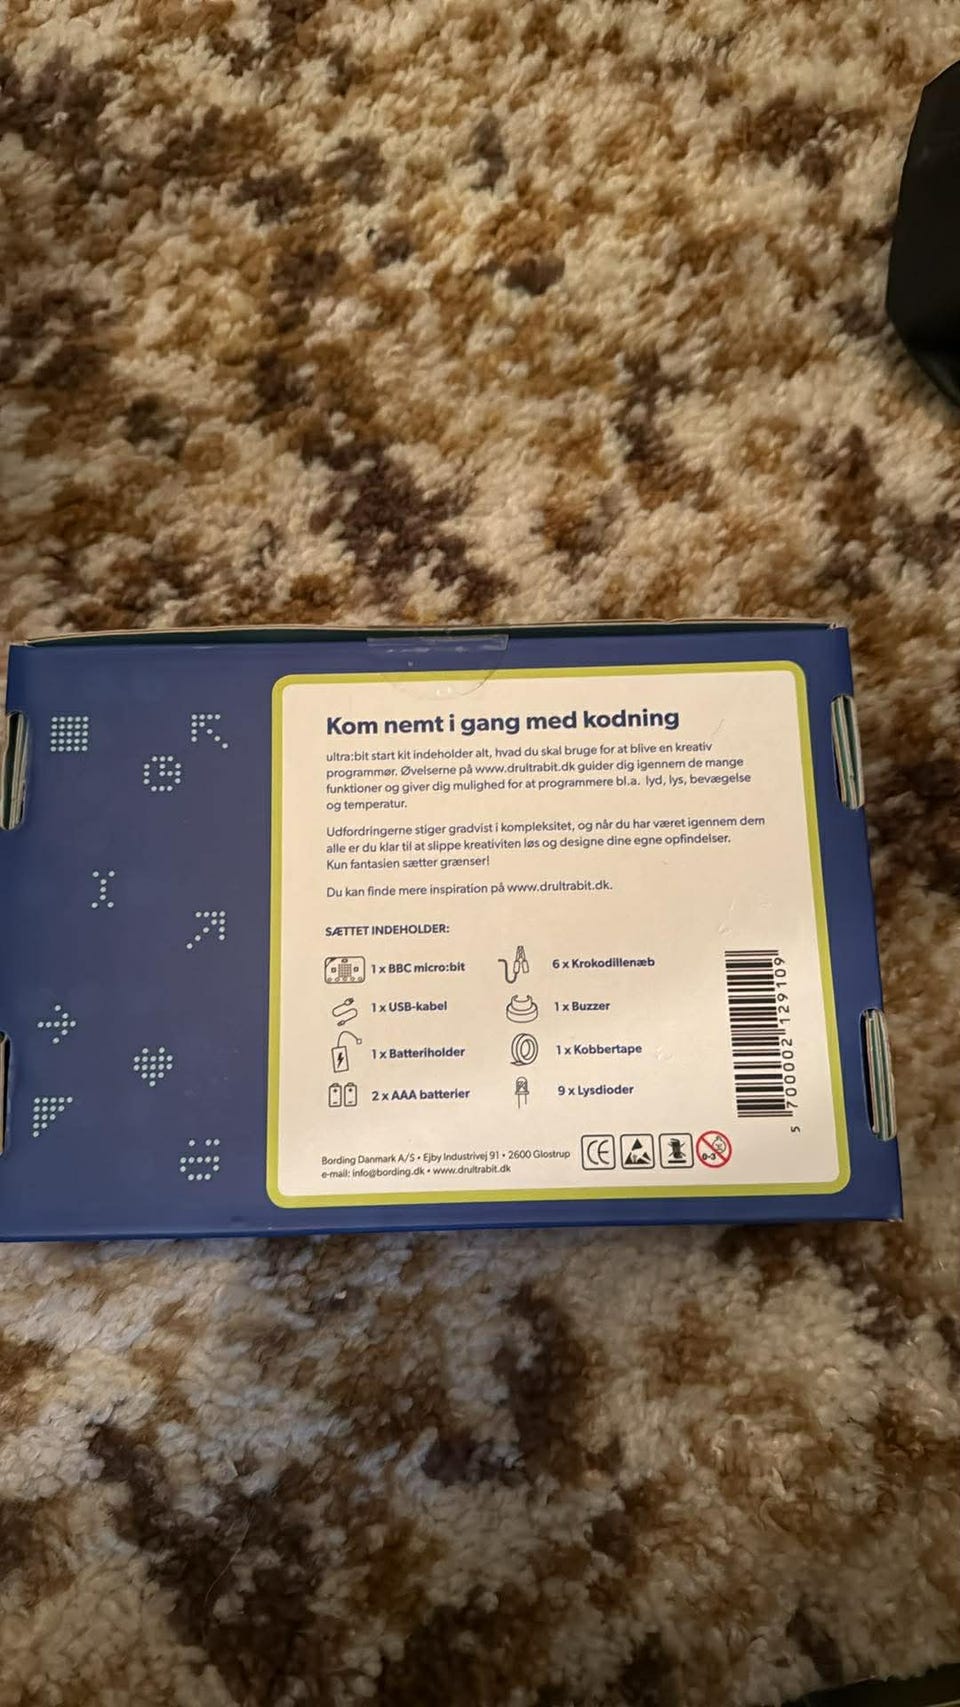 Kom nemt i gang med kodning
ultra:bit start kit indeholder alt, hvad du skal bruge for at blive en kreativ
programmør. Øvelserne på www.drultrabit.dk guider dig igennem de mange
funktioner og giver dig mulighed for at programmere bl.a. lyd, lys, bevægelse
og temperatur.
Udfordringerne stiger gradvist i kompleksitet, og når du har været igennem dem
alle er du klar til at slippe kreativiten løs og designe dine egne opfindelser.
Kun fantasien sætter grænser!
Du kan finde mere inspiration på www.drultrabit.dk.
SÆTTET INDEHOLDER:
1 x BBC micro:bit
1 x USB-kabel
1 x Batteriholder
2 x AAA batterier
6 x Krokodillenæb
1 x Buzzer
1 x Kobbertape
9 x Lysdioder
5 700002 129109
Bording Danmark A/S • Ejby Industrivej 91 • 2600 Glostrup
e-mail: info@bording.dk • www.drultrabit.dk
CE
0-3